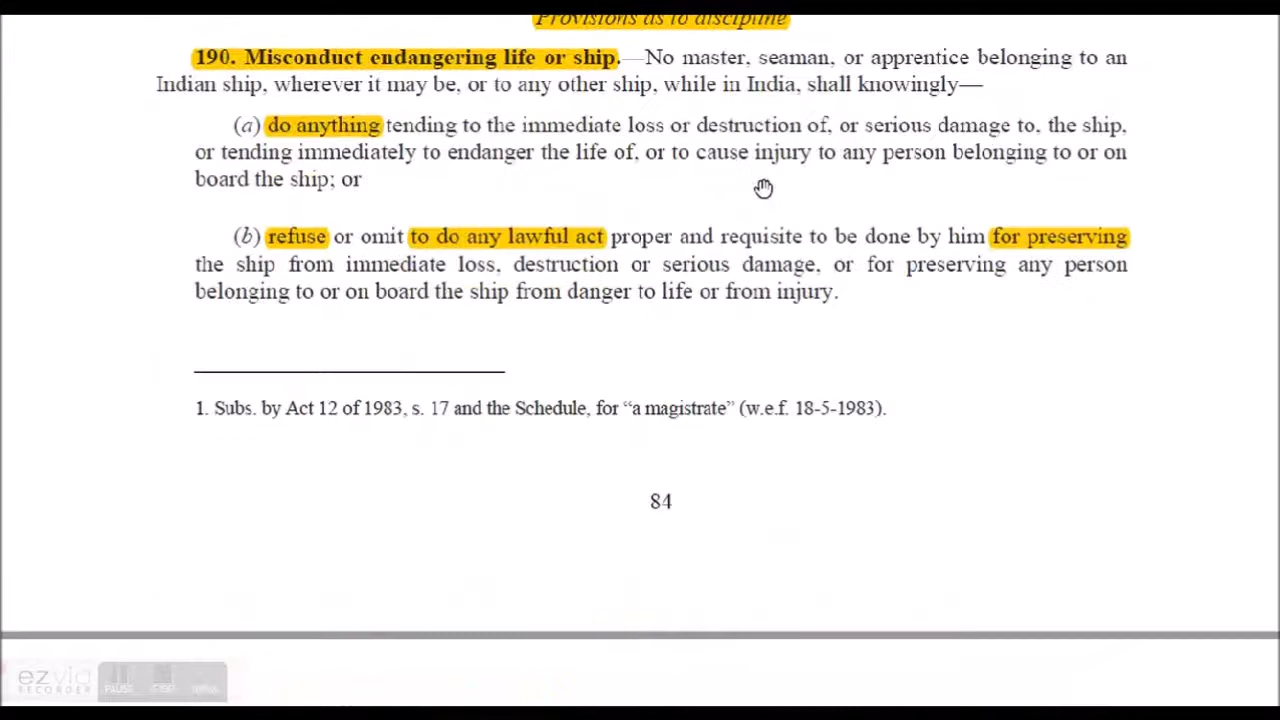 Provisions as to discipline
190. Misconduct endangering life or ship.—No master, seaman, or apprentice belonging to an
Indian ship, wherever it may be, or to any other ship, while in India, shall knowingly—
(a) do anything tending to the immediate loss or destruction of, or serious damage to, the ship,
or tending immediately to endanger the life of, or to cause injury to any person belonging to or on
board the ship; or
(b) refuse or omit to do any lawful act proper and requisite to be done by him for preserving
the ship from immediate loss, destruction or serious damage, or for preserving any person
belonging to or on board the ship from danger to life or from injury.
1. Subs. by Act 12 of 1983, s. 17 and the Schedule, for “a magistrate” (w.e.f. 18-5-1983).
84
ezvid
RECORDER
PAUSE